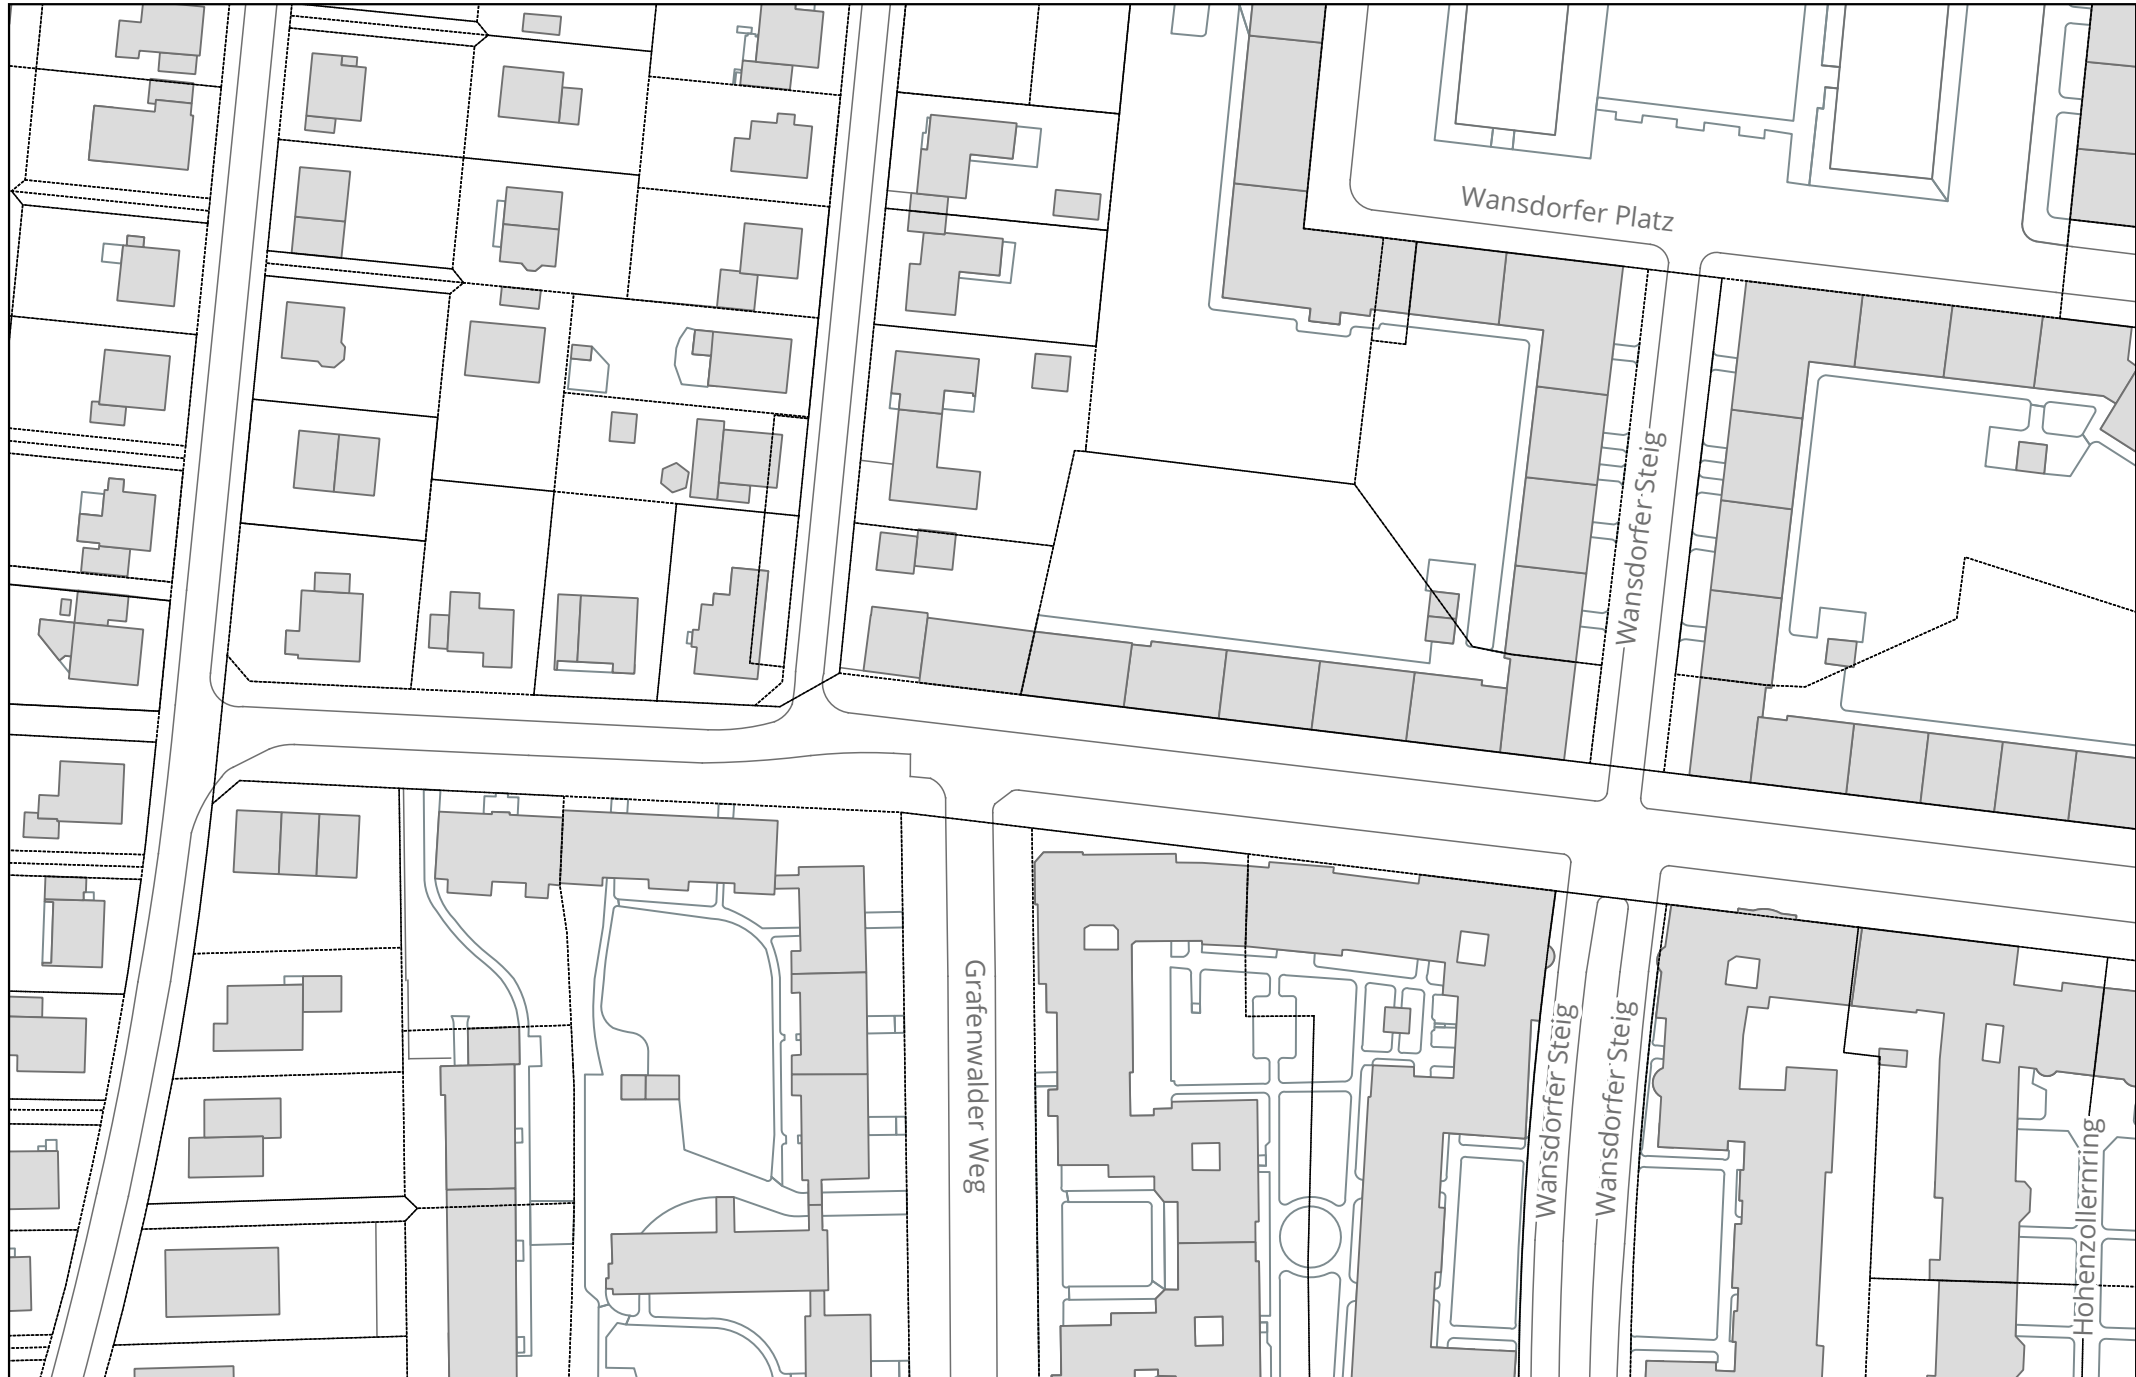 Wansdorfer Platz
Wansdorfer Steig
Grafenwalder Weg
Wansdorfer Steig
Wansdorfer Steig
Hohenzollernring